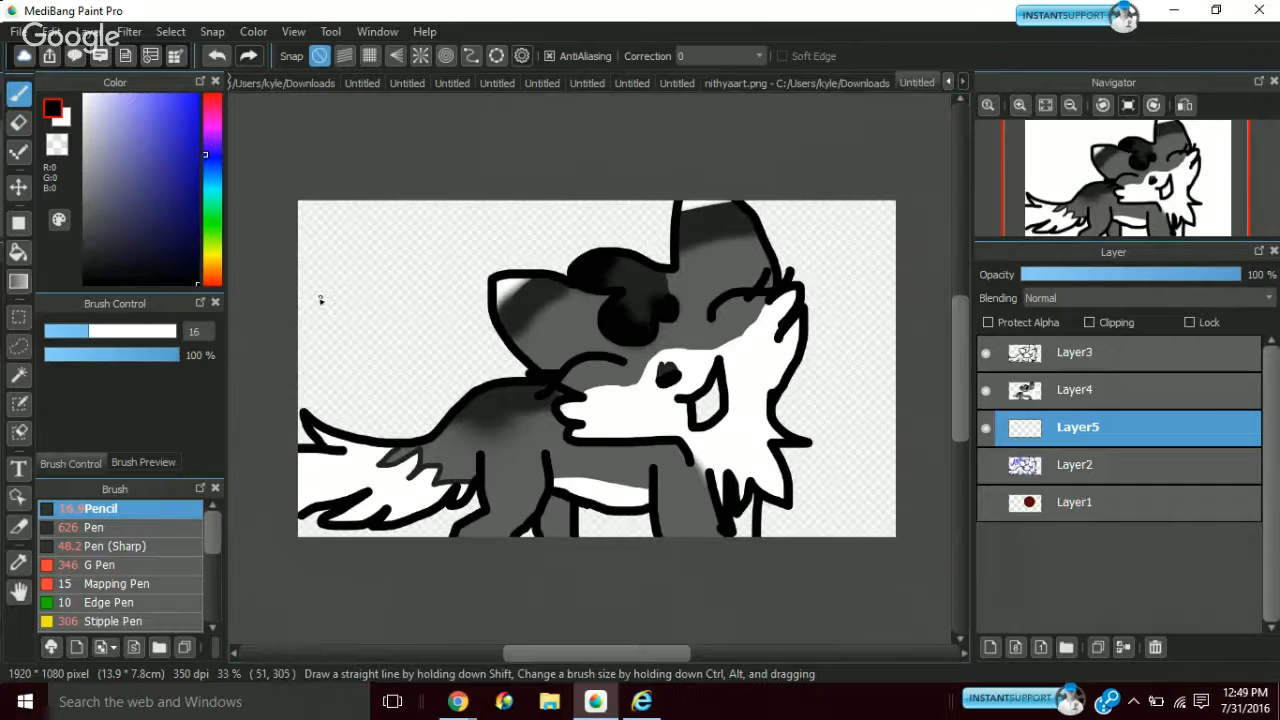 MediBang Paint Pro
INSTANTSUPPORT
File Edit Layer Filter Select Snap Color View Tool Window Help
Google
Snap AntiAliasing Correction 0 Soft Edge
Color
/Users/kyle/Downloads Untitled Untitled Untitled Untitled Untitled Untitled Untitled nithyaart.png - C:/Users/kyle/Downloads Untitled
Navigator
R:0
G:0
B:0
Brush Control
16
100 %
Brush Control Brush Preview
Brush
16.9 Pencil
626 Pen
48.2 Pen (Sharp)
346 G Pen
15 Mapping Pen
10 Edge Pen
306 Stipple Pen
Layer
Opacity 100 %
Blending Normal
Protect Alpha Clipping Lock
Layer3
Layer4
Layer5
Layer2
Layer1
1920 * 1080 pixel (13.9 * 7.8cm) 350 dpi 33 % ( 51, 305 ) Draw a straight line by holding down Shift, Change a brush size by holding down Ctrl, Alt, and dragging
Search the web and Windows
INSTANTSUPPORT
12:49 PM
7/31/2016